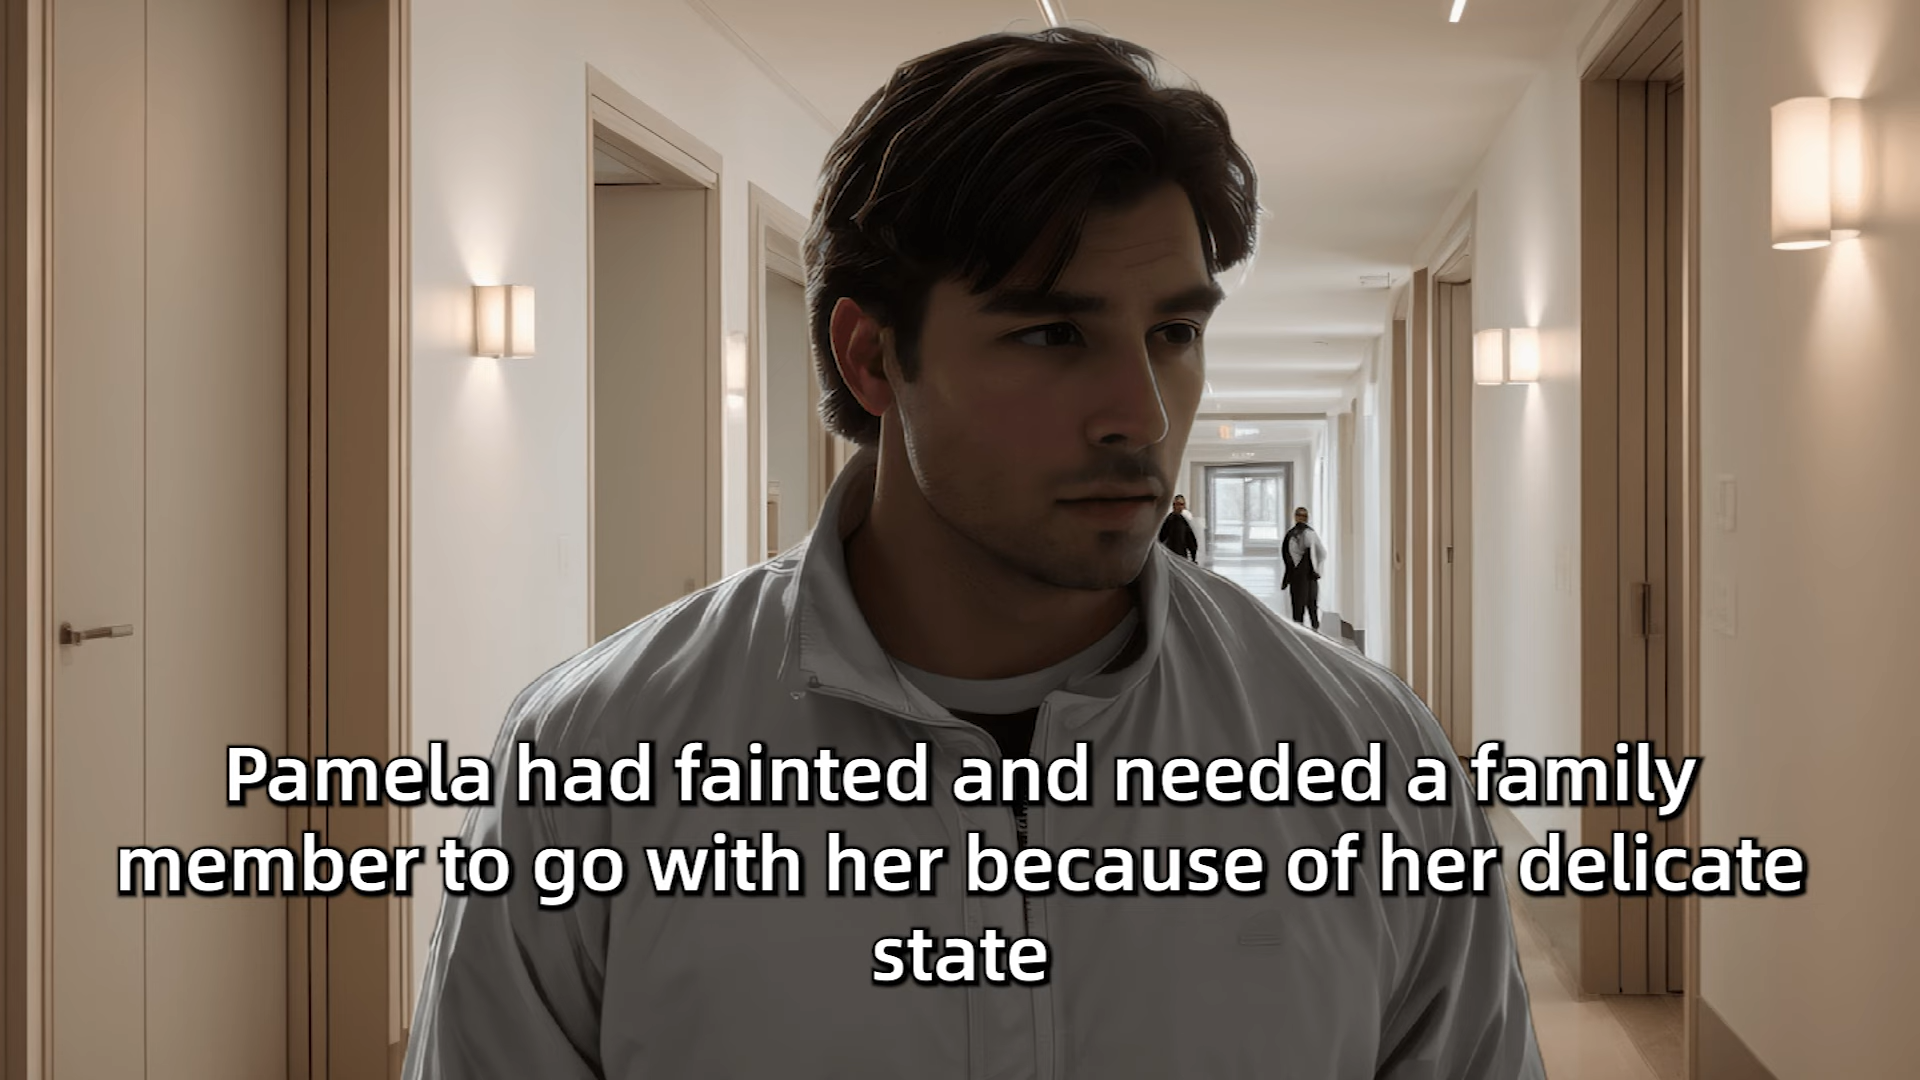 Pamela had fainted and needed a family
member to go with her because of her delicate
state